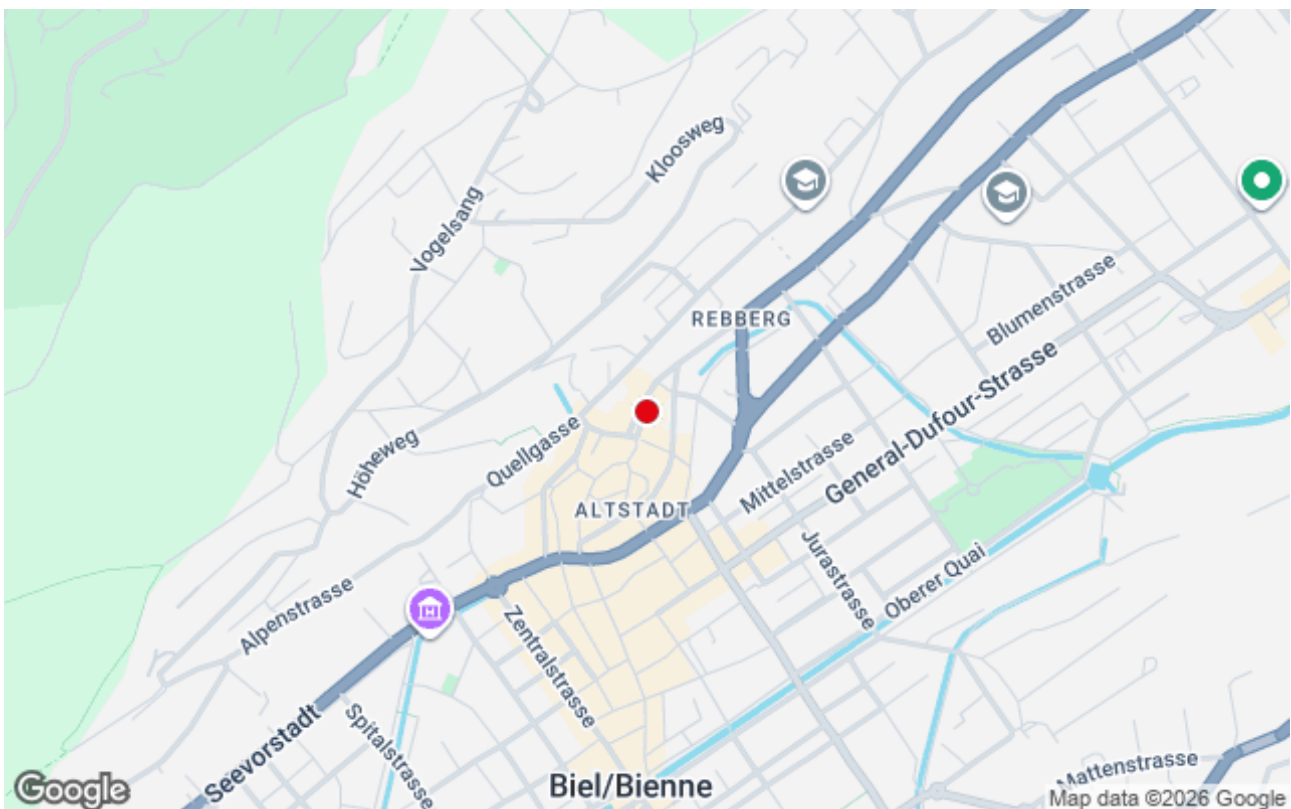 Kloosweg
Vogelsang
REBBERG
Blumenstrasse
General-Dufour-Strasse
Höheweg
Quellgasse
Mittelstrasse
ALTSTADT
Jurastrasse
Oberer Quai
Alpenstrasse
Zentralstrasse
Seevorstadt
Spitalstrasse
Mattenstrasse
Biel/Bienne
Google
Map data ©2026 Google